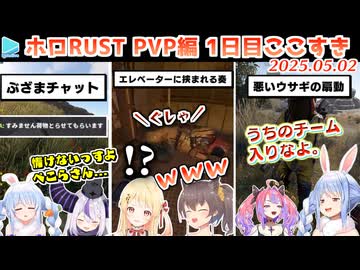 ホロRUST PVP編 1日目ここすき
2025.05.02
ぶざまチャット
すみません荷物とらせてもらいます
働けないっすよ
ぺこらさん…
エレベーターに挟まれる奏
＼ぐしゃ／
!?
www
悪いウサギの扇動
うちのチーム
入りなよ。